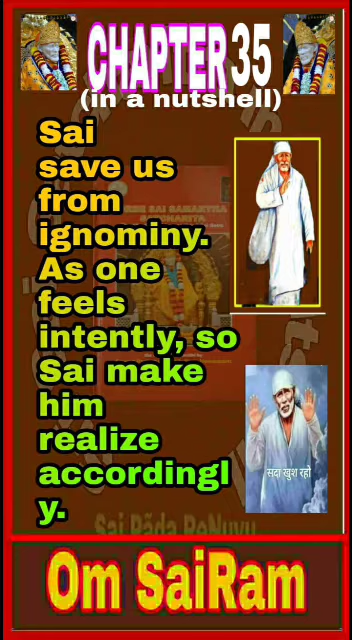 CHAPTER 35
(in a nutshell)
Sai
save us
from
ignominy.
As one
feels
intently, so
Sai make
him
realize
accordingl
y.
सदा खुश रहो
Sai Pāda ReNuvu
Om SaiRam